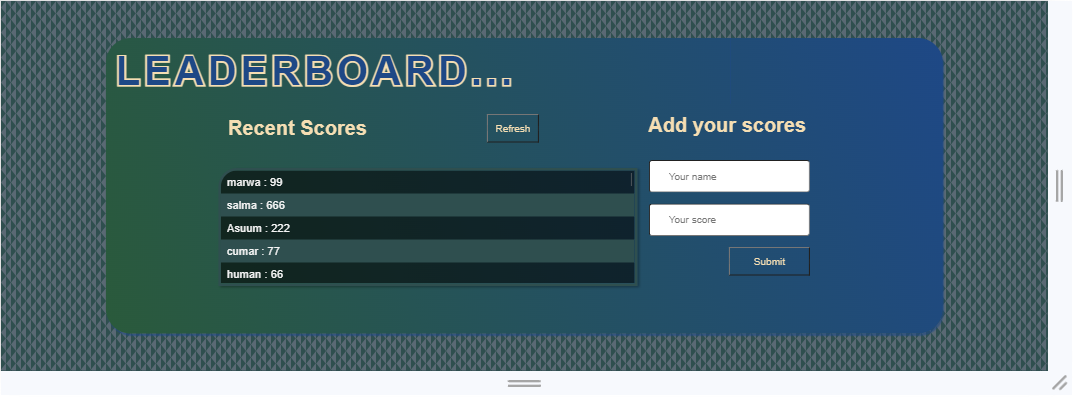 LEADERBOARD...
Recent Scores
Refresh
marwa : 99
salma : 666
Asuum : 222
cumar : 77
human : 66
Add your scores
Your name
Your score
Submit